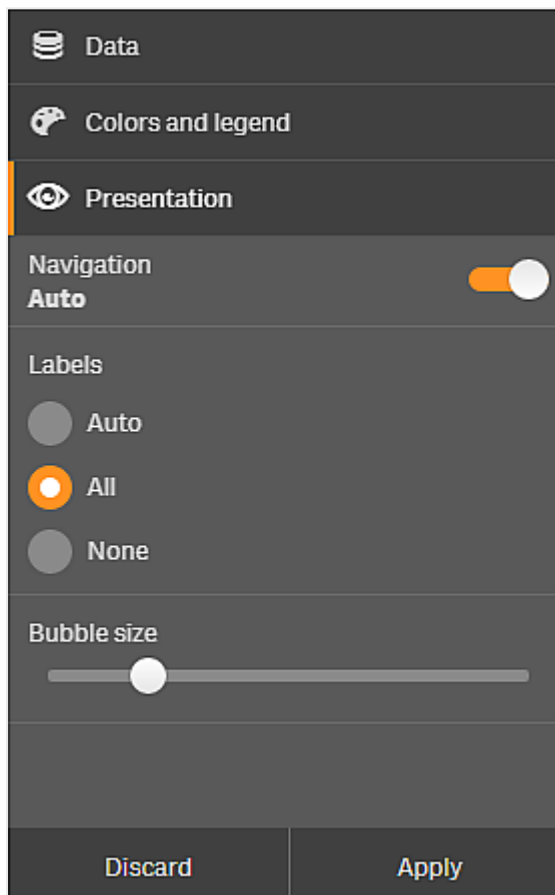 Data
Colors and legend
Presentation
Navigation
Auto
Labels
Auto
All
None
Bubble size
Discard
Apply